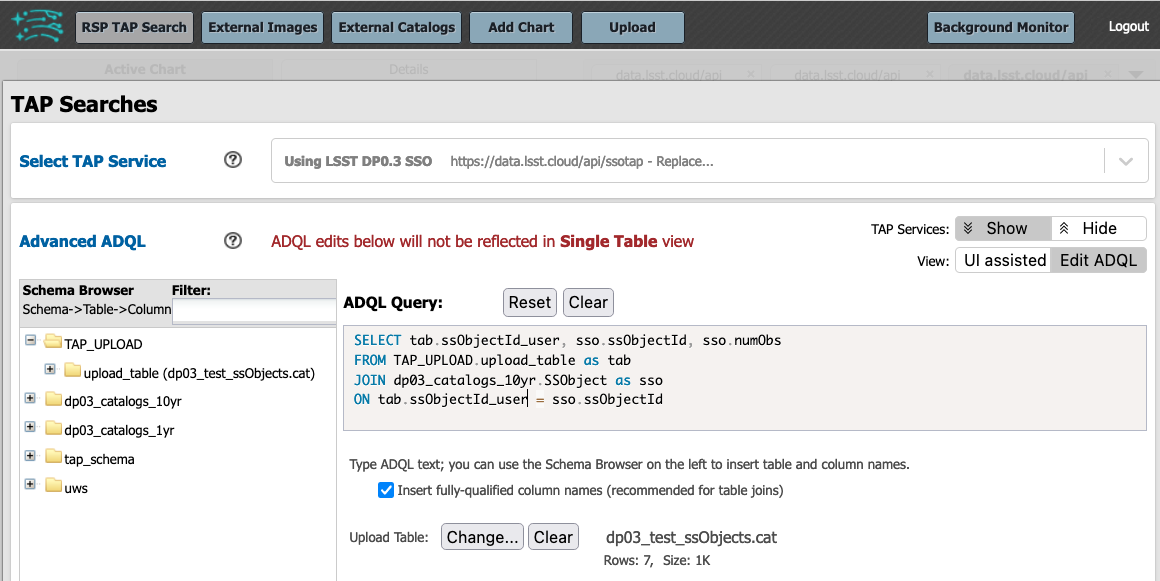 RSP TAP Search External Images External Catalogs Add Chart Upload Background Monitor Logout
Active Chart Details data.lsst.cloud/api × data.lsst.cloud/api × data.lsst.cloud/api ×
TAP Searches
Select TAP Service ? Using LSST DP0.3 SSO https://data.lsst.cloud/api/ssotap - Replace...
TAP Services: Show Hide
Advanced ADQL ? ADQL edits below will not be reflected in Single Table view
View: UI assisted Edit ADQL
Schema Browser Filter:
Schema->Table->Column
TAP_UPLOAD
upload_table (dp03_test_ssObjects.cat)
dp03_catalogs_10yr
dp03_catalogs_1yr
tap_schema
uws
ADQL Query: Reset Clear
SELECT tab.ssObjectId_user, sso.ssObjectId, sso.numObs
FROM TAP_UPLOAD.upload_table as tab
JOIN dp03_catalogs_10yr.SSObject as sso
ON tab.ssObjectId_user = sso.ssObjectId
Type ADQL text; you can use the Schema Browser on the left to insert table and column names.
Insert fully-qualified column names (recommended for table joins)
Upload Table: Change... Clear dp03_test_ssObjects.cat
Rows: 7, Size: 1K